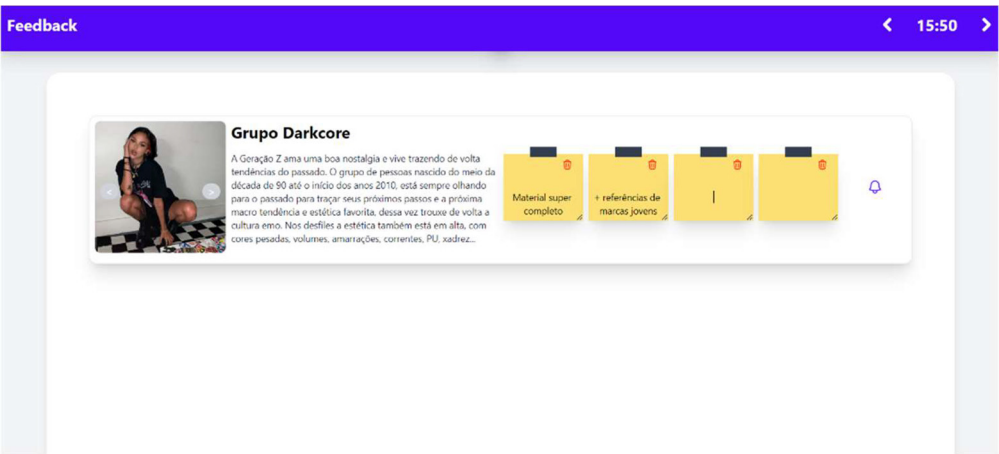 Feedback
15:50
Grupo Darkcore
A Geração Z ama uma boa nostalgia e vive trazendo de volta
tendências do passado. O grupo de pessoas nascido do meio da
década de 90 até o início dos anos 2010, está sempre olhando
para o passado para traçar seus próximos passos e a próxima
macro tendência e estética favorita, dessa vez trouxe de volta a
cultura emo. Nos desfiles a estética também está em alta, com
cores pesadas, volumes, amarrações, correntes, PU, xadrez...
Material super
completo
+ referências de
marcas jovens